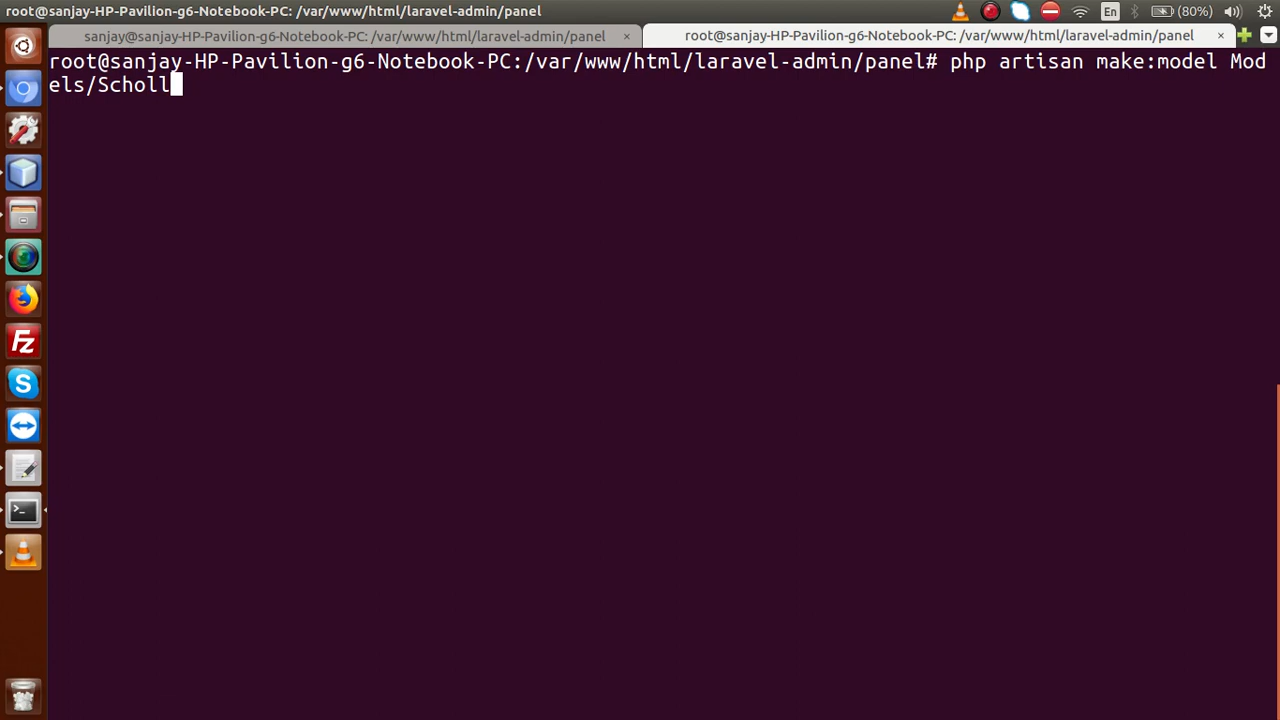 root@sanjay-HP-Pavilion-g6-Notebook-PC: /var/www/html/laravel-admin/panel
En
(80%)
sanjay@sanjay-HP-Pavilion-g6-Notebook-PC: /var/www/html/laravel-admin/panel ×
root@sanjay-HP-Pavilion-g6-Notebook-PC: /var/www/html/laravel-admin/panel ×
root@sanjay-HP-Pavilion-g6-Notebook-PC:/var/www/html/laravel-admin/panel# php artisan make:model Mod
els/Scholl
Fz
S
>_